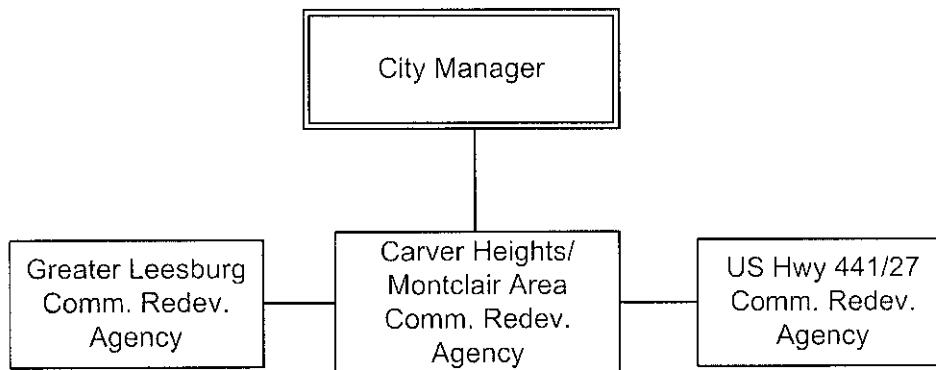 City Manager
Greater Leesburg
Comm. Redev.
Agency
Carver Heights/
Montclair Area
Comm. Redev.
Agency
US Hwy 441/27
Comm. Redev.
Agency